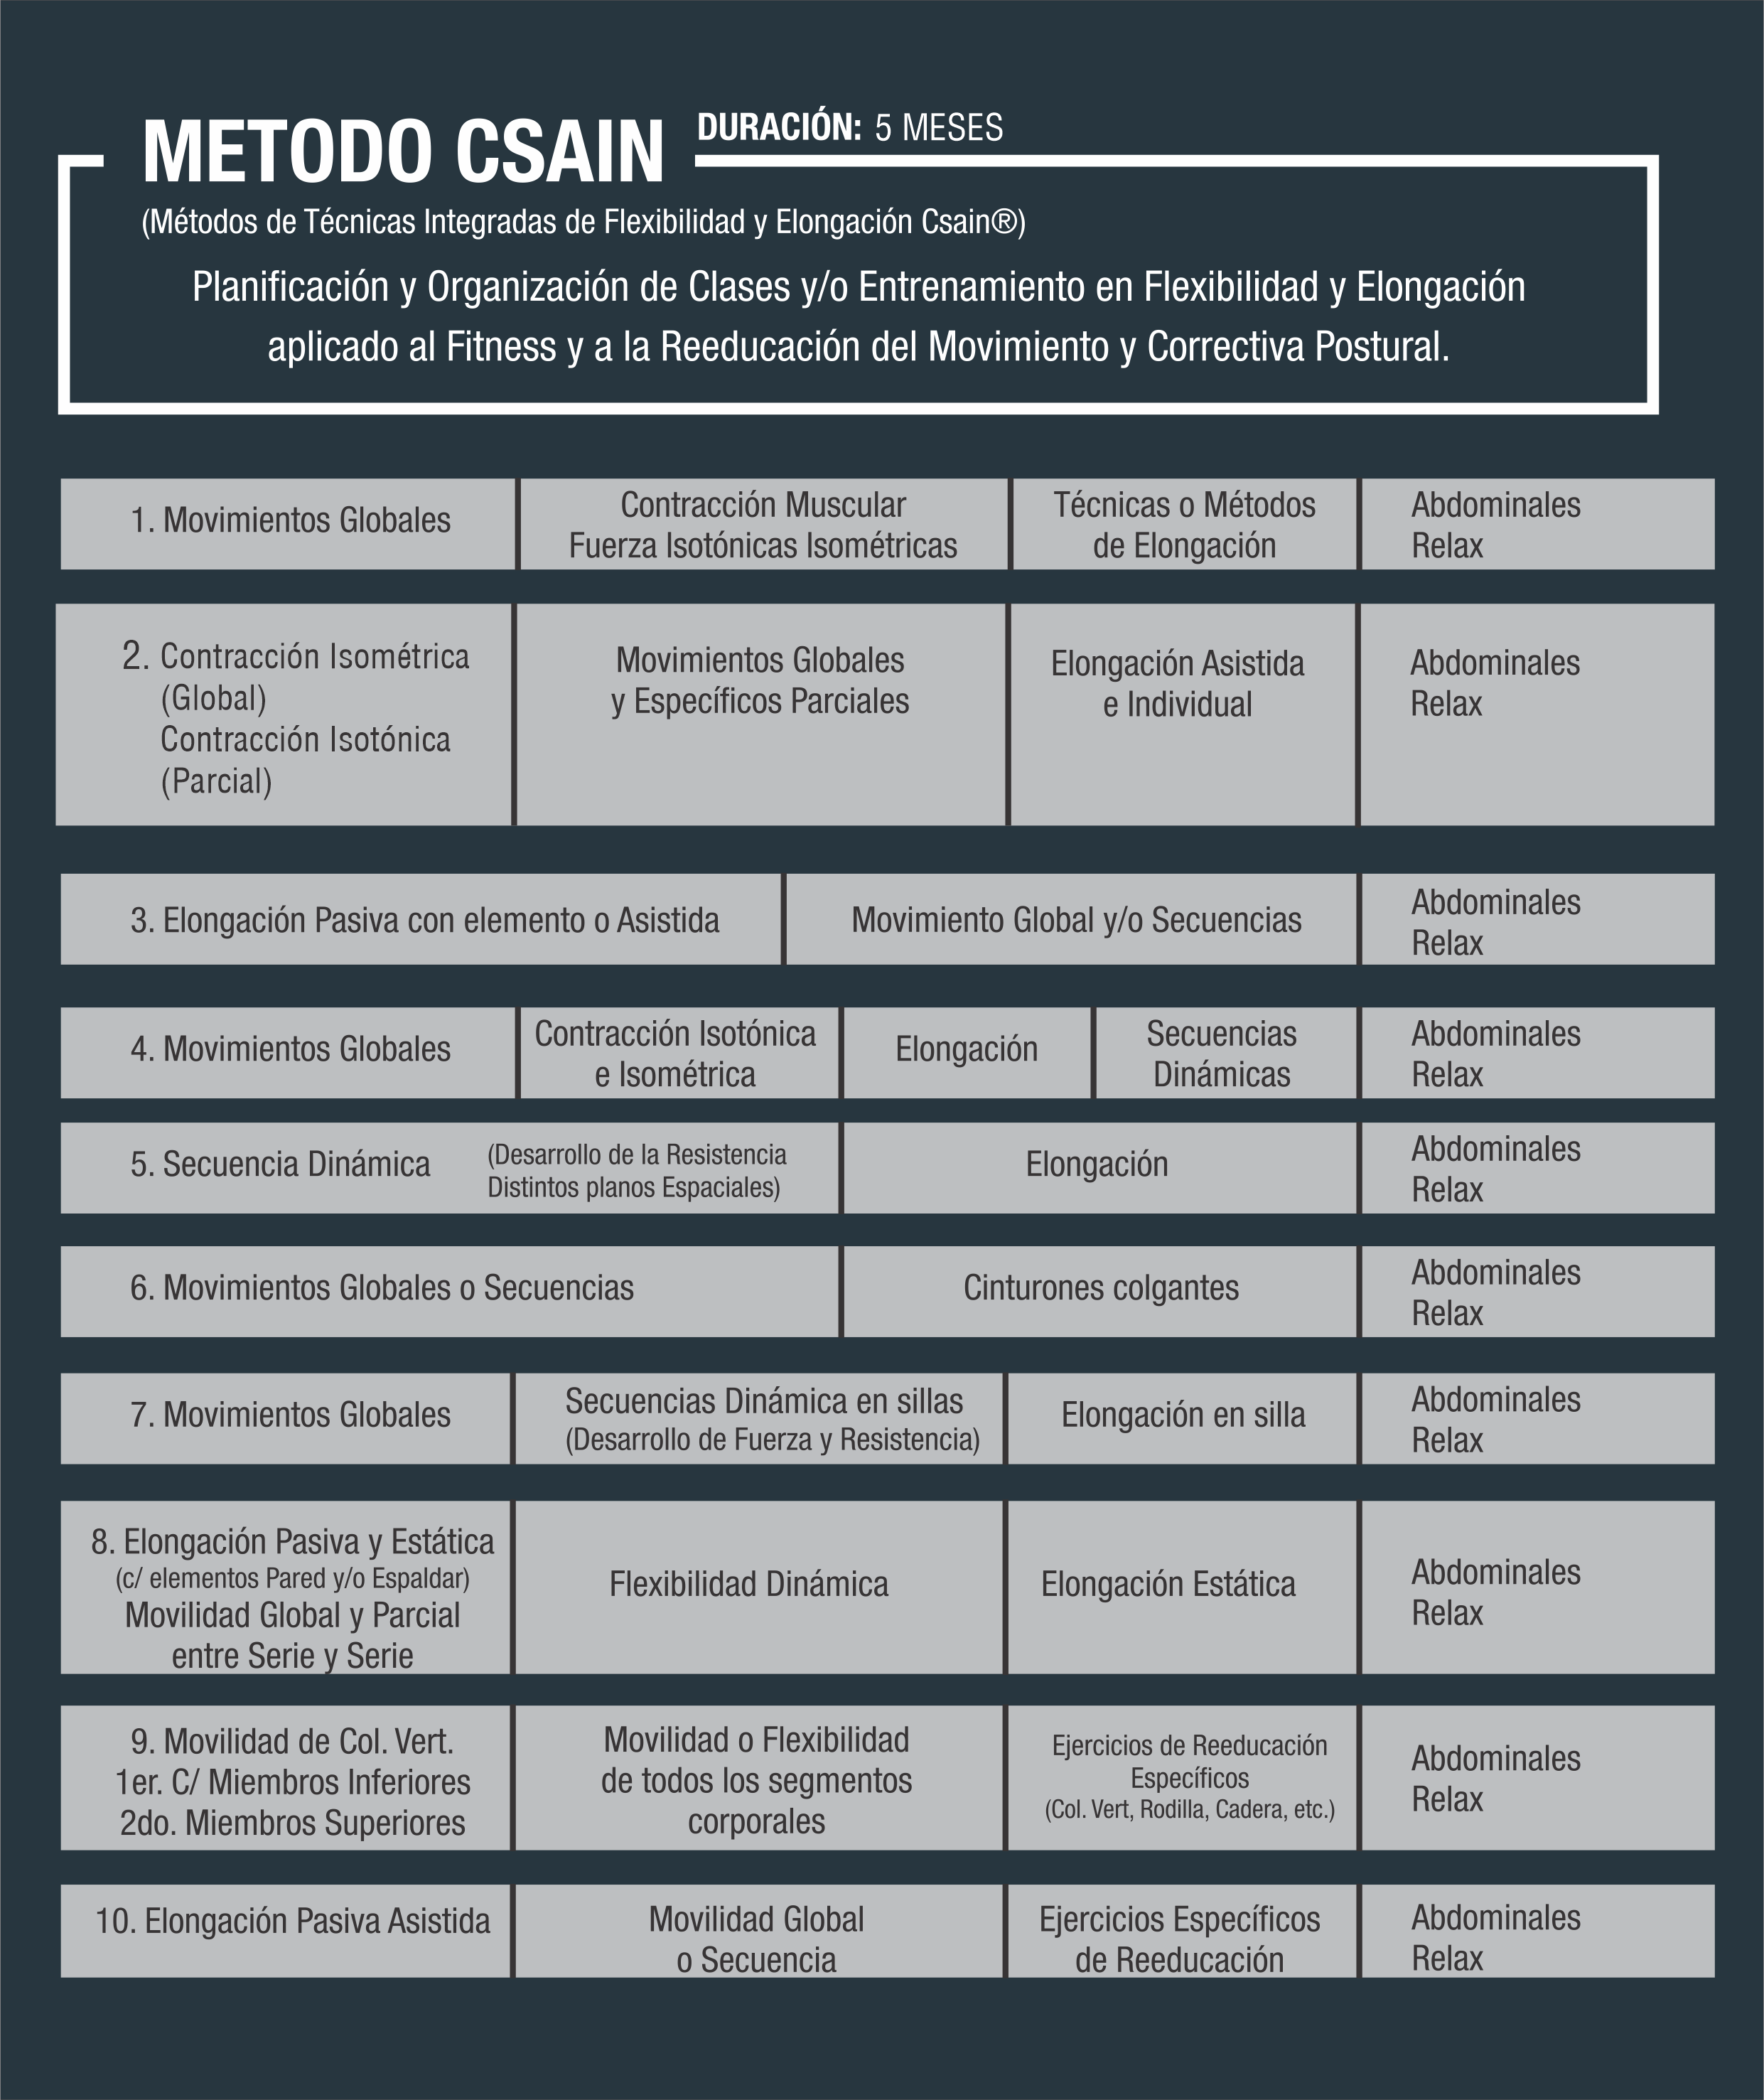 METODO CSAIN
DURACIÓN: 5 MESES
(Métodos de Técnicas Integradas de Flexibilidad y Elongación Csain®)
Planificación y Organización de Clases y/o Entrenamiento en Flexibilidad y Elongación
aplicado al Fitness y a la Reeducación del Movimiento y Correctiva Postural.
1. Movimientos Globales
Contracción Muscular
Fuerza Isotónicas Isométricas
Técnicas o Métodos
de Elongación
Abdominales
Relax
2. Contracción Isométrica
(Global)
Contracción Isotónica
(Parcial)
Movimientos Globales
y Específicos Parciales
Elongación Asistida
e Individual
Abdominales
Relax
3. Elongación Pasiva con elemento o Asistida
Movimiento Global y/o Secuencias
Abdominales
Relax
4. Movimientos Globales
Contracción Isotónica
e Isométrica
Elongación
Secuencias
Dinámicas
Abdominales
Relax
5. Secuencia Dinámica
(Desarrollo de la Resistencia
Distintos planos Espaciales)
Elongación
Abdominales
Relax
6. Movimientos Globales o Secuencias
Cinturones colgantes
Abdominales
Relax
7. Movimientos Globales
Secuencias Dinámica en sillas
(Desarrollo de Fuerza y Resistencia)
Elongación en silla
Abdominales
Relax
8. Elongación Pasiva y Estática
(c/ elementos Pared y/o Espaldar)
Movilidad Global y Parcial
entre Serie y Serie
Flexibilidad Dinámica
Elongación Estática
Abdominales
Relax
9. Movilidad de Col. Vert.
1er. C/ Miembros Inferiores
2do. Miembros Superiores
Movilidad o Flexibilidad
de todos los segmentos
corporales
Ejercicios de Reeducación
Específicos
(Col. Vert, Rodilla, Cadera, etc.)
Abdominales
Relax
10. Elongación Pasiva Asistida
Movilidad Global
o Secuencia
Ejercicios Específicos
de Reeducación
Abdominales
Relax